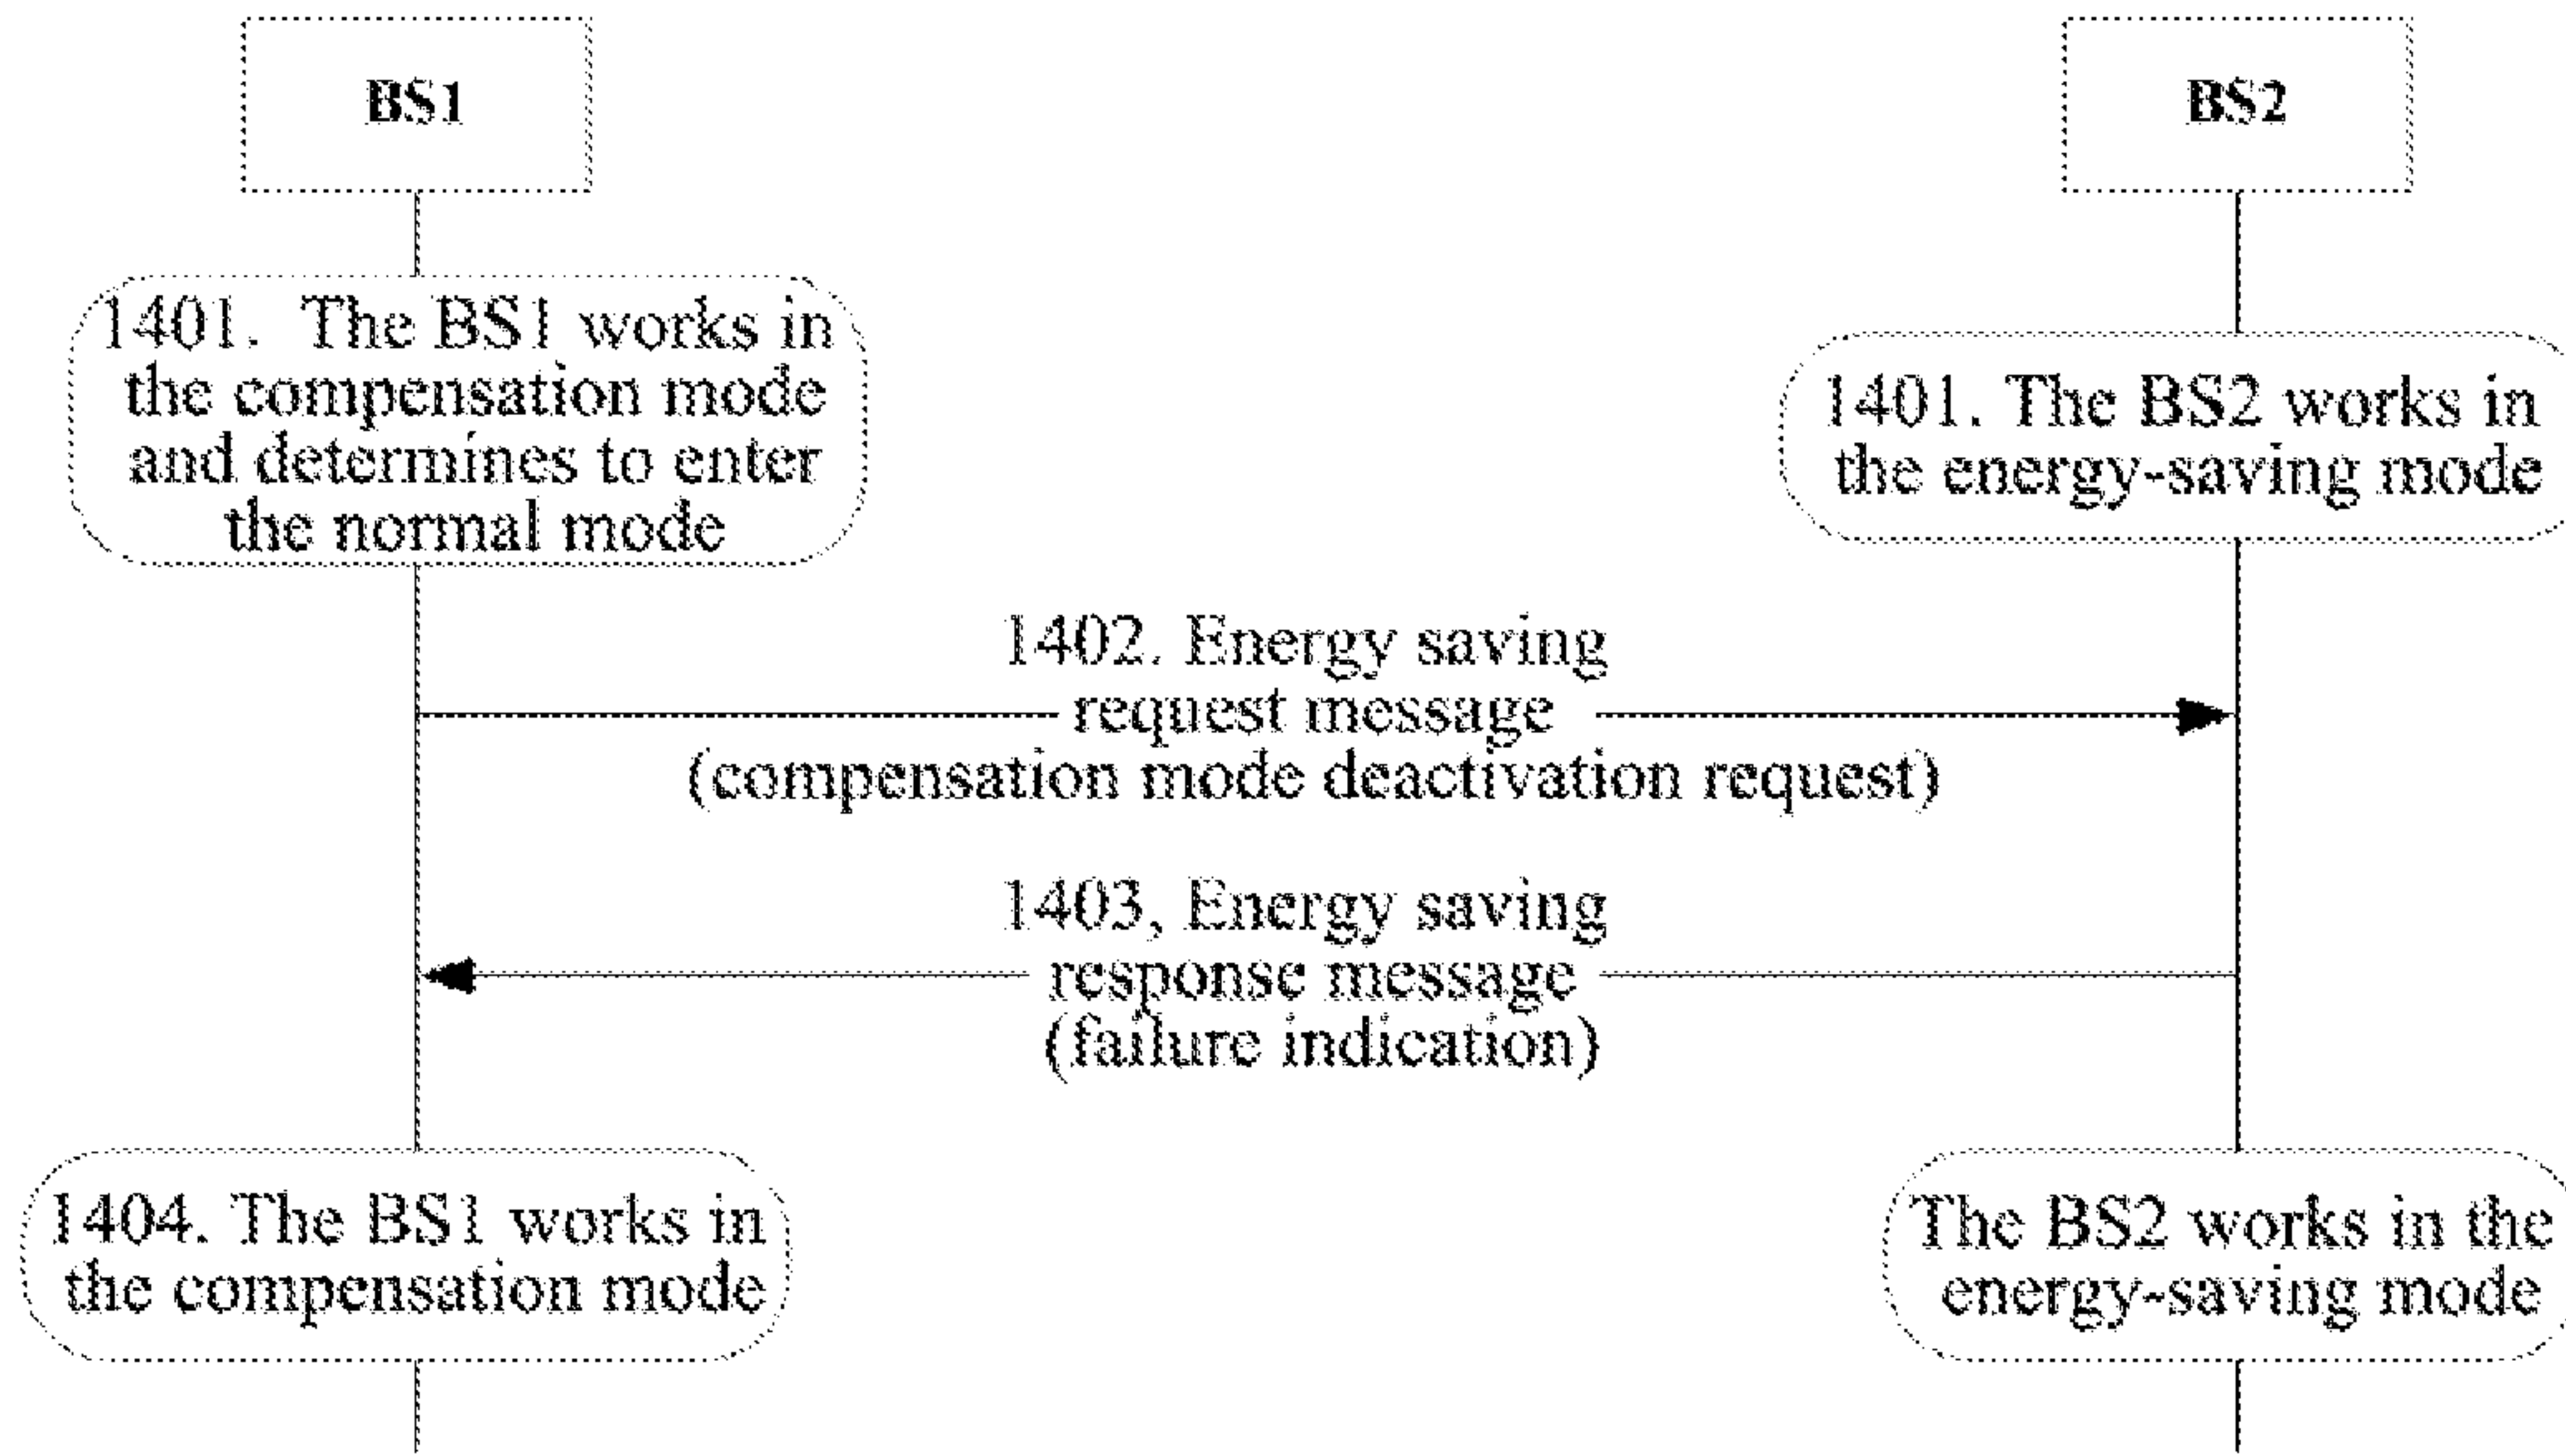 BS1
BS2
1401. The BS1 works in
the compensation mode
and determines to enter
the normal mode
1401. The BS2 works in
the energy-saving mode
1402. Energy saving
request message
(compensation mode deactivation request)
1403, Energy saving
response message
(failure indication)
1404. The BS1 works in
the compensation mode
The BS2 works in the
energy-saving mode